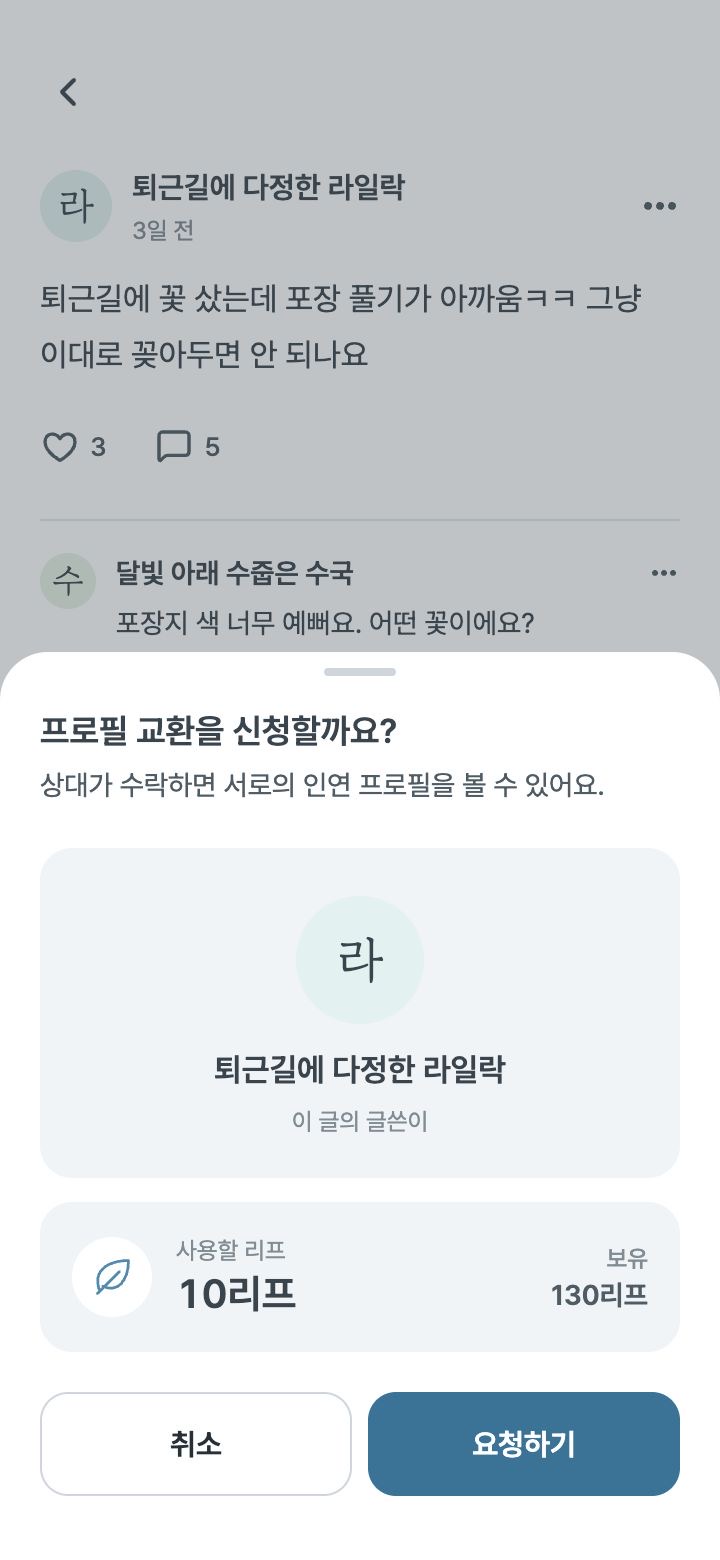 라
퇴근길에 다정한 라일락
3일 전
퇴근길에 꽃 샀는데 포장 풀기가 아까움ㅋㅋ 그냥
이대로 꽂아두면 안 되나요
3 5
수
달빛 아래 수줍은 수국
포장지 색 너무 예뻐요. 어떤 꽃이에요?
프로필 교환을 신청할까요?
상대가 수락하면 서로의 인연 프로필을 볼 수 있어요.
라
퇴근길에 다정한 라일락
이 글의 글쓴이
사용할 리프
10리프
보유
130리프
취소 요청하기